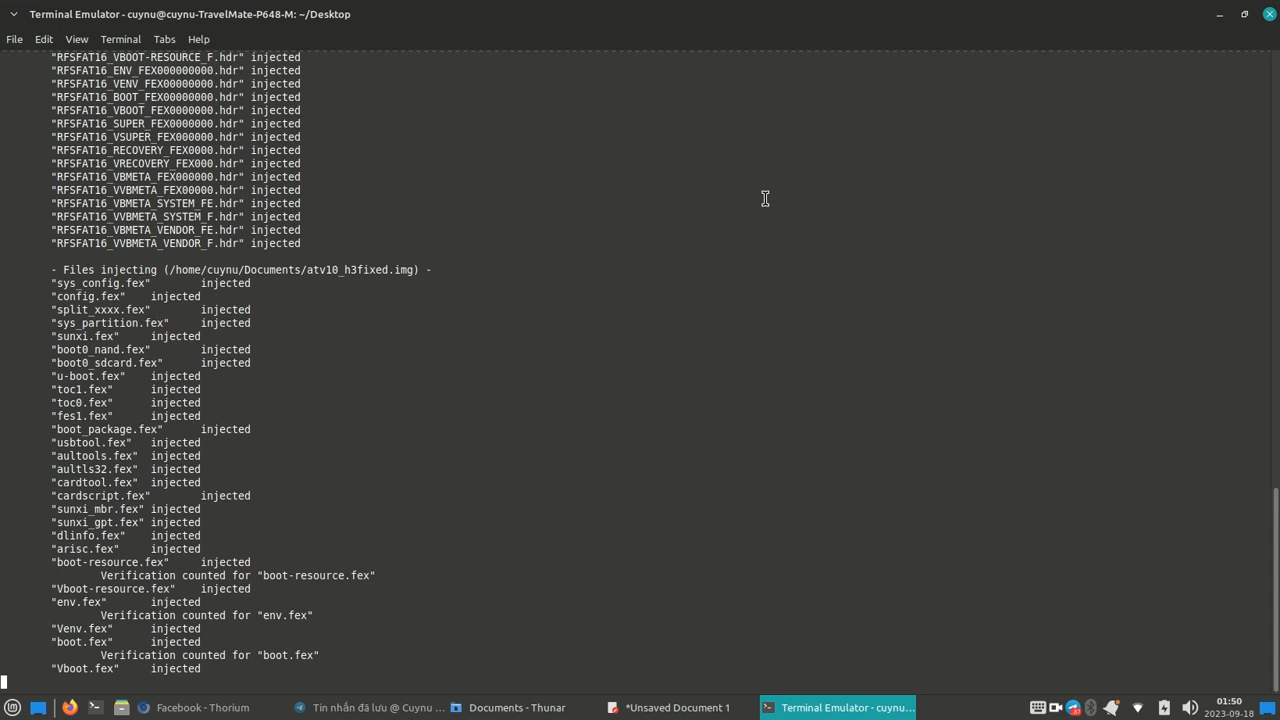 Terminal Emulator - cuynu@cuynu-TravelMate-P648-M: ~/Desktop
File Edit View Terminal Tabs Help
"RFSFAT16_VBOOT-RESOURCE_F.hdr" injected
"RFSFAT16_ENV_FEX000000000.hdr" injected
"RFSFAT16_VENV_FEX00000000.hdr" injected
"RFSFAT16_BOOT_FEX00000000.hdr" injected
"RFSFAT16_VBOOT_FEX0000000.hdr" injected
"RFSFAT16_SUPER_FEX0000000.hdr" injected
"RFSFAT16_VSUPER_FEX000000.hdr" injected
"RFSFAT16_RECOVERY_FEX0000.hdr" injected
"RFSFAT16_VRECOVERY_FEX000.hdr" injected
"RFSFAT16_VBMETA_FEX000000.hdr" injected
"RFSFAT16_VVBMETA_FEX00000.hdr" injected
"RFSFAT16_VBMETA_SYSTEM_FE.hdr" injected
"RFSFAT16_VVBMETA_SYSTEM_F.hdr" injected
"RFSFAT16_VBMETA_VENDOR_FE.hdr" injected
"RFSFAT16_VVBMETA_VENDOR_F.hdr" injected
- Files injecting (/home/cuynu/Documents/atv10_h3fixed.img) -
"sys_config.fex" injected
"config.fex" injected
"split_xxxx.fex" injected
"sys_partition.fex" injected
"sunxi.fex" injected
"boot0_nand.fex" injected
"boot0_sdcard.fex" injected
"u-boot.fex" injected
"toc1.fex" injected
"toc0.fex" injected
"fes1.fex" injected
"boot_package.fex" injected
"usbtool.fex" injected
"aultools.fex" injected
"aultls32.fex" injected
"cardtool.fex" injected
"cardscript.fex" injected
"sunxi_mbr.fex" injected
"sunxi_gpt.fex" injected
"dlinfo.fex" injected
"arisc.fex" injected
"boot-resource.fex" injected
Verification counted for "boot-resource.fex"
"Vboot-resource.fex" injected
"env.fex" injected
Verification counted for "env.fex"
"Venv.fex" injected
"boot.fex" injected
Verification counted for "boot.fex"
"Vboot.fex" injected
Facebook - Thorium
Tin nhắn đã lưu @ Cuynu ...
Documents - Thunar
*Unsaved Document 1
Terminal Emulator - cuynu...
01:50
2023-09-18